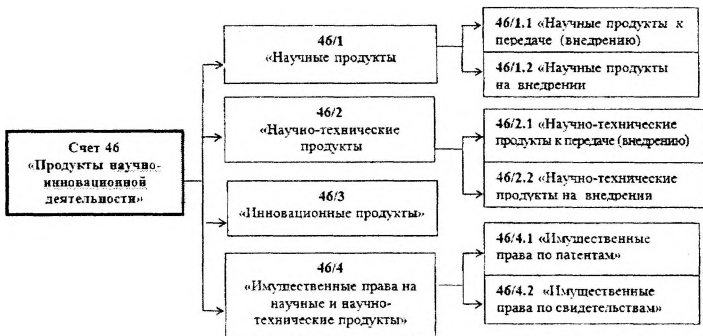 Счет 46
«Продукты научно-
инновационной
деятельности»
46/1
«Научные продукты
46/2
«Научно-технические
продукты
46/3
«Инновационные продукты»
46/4
«Имущественные права на
научные и научно-
технические продукты»
46/1.1 «Научные продукты к
передаче (внедрению)
46/1.2 «Научные продукты
на внедрении
46/2.1 «Научно-технические
продукты к передаче (внедрению)
46/2.2 «Научно-технические
продукты на внедрении
46/4.1 «Имущественные
права по патентам»
46/4.2 «Имущественные
права по свидетельствам»